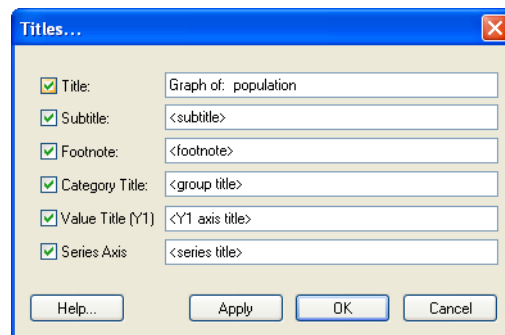 Titles...
Title: Graph of: population
Subtitle: <subtitle>
Footnote: <footnote>
Category Title: <group title>
Value Title (Y1) <Y1 axis title>
Series Axis <series title>
Help... Apply OK Cancel